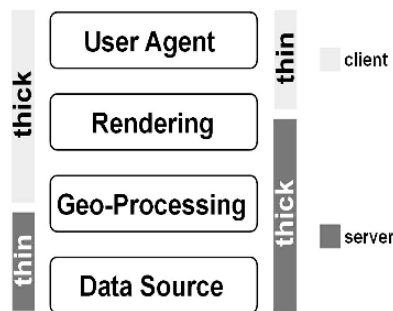 User Agent
Rendering
Geo-Processing
Data Source
thick
thin
thin
thick
client
server